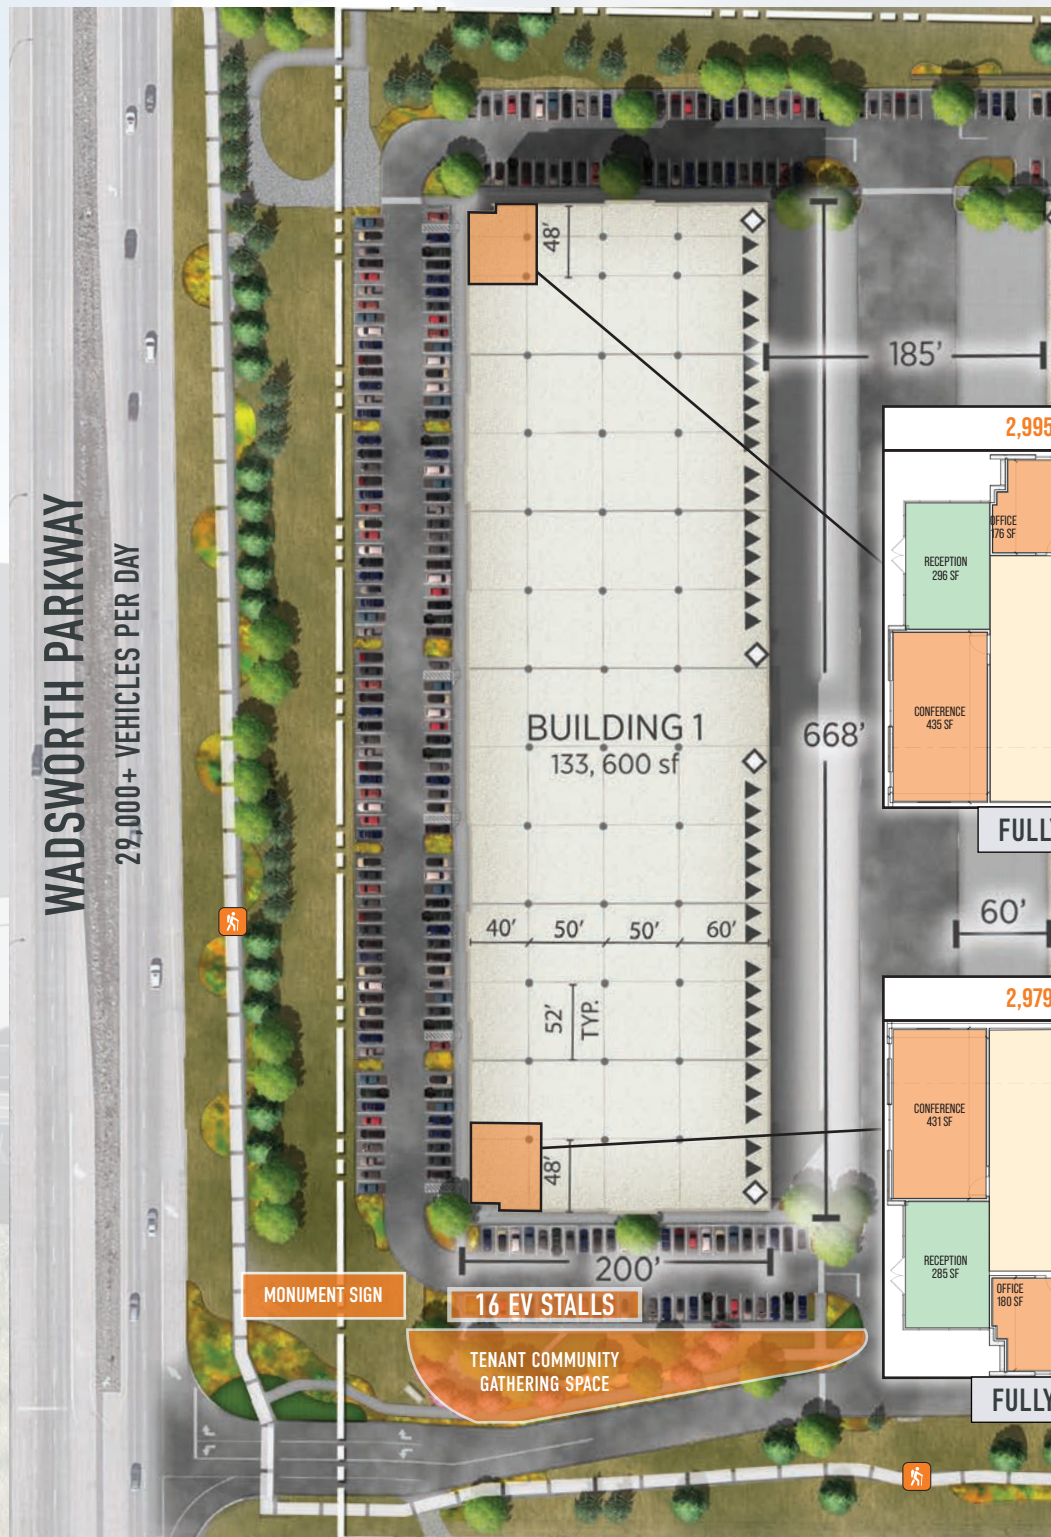 WADSWORTH PARKWAY
29,000+ VEHICLES PER DAY
48'
185'
2,995
OFFICE
176 SF
RECEPTION
296 SF
CONFERENCE
435 SF
FULLY
BUILDING 1
133, 600 sf
668'
60'
40' 50' 50' 60'
52'
TYP.
2,979
CONFERENCE
431 SF
RECEPTION
285 SF
OFFICE
180 SF
FULLY
48'
200'
MONUMENT SIGN
16 EV STALLS
TENANT COMMUNITY
GATHERING SPACE